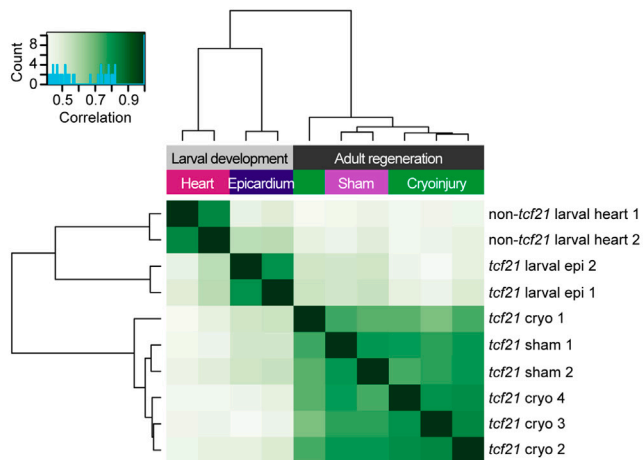 10
8
4
0
Count
0.5 0.7 0.9
Correlation
Larval development Adult regeneration
Heart Epicardium Sham Cryoinjury
non-tcf21 larval heart 1
non-tcf21 larval heart 2
tcf21 larval epi 2
tcf21 larval epi 1
tcf21 cryo 1
tcf21 sham 1
tcf21 sham 2
tcf21 cryo 4
tcf21 cryo 3
tcf21 cryo 2